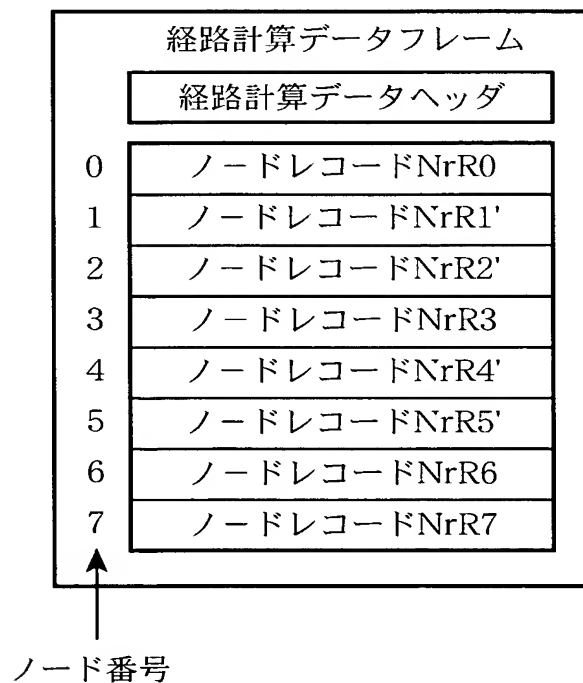 経路計算データフレーム
経路計算データヘッダ
0 ノードレコードNrR0
1 ノードレコードNrR1'
2 ノードレコードNrR2'
3 ノードレコードNrR3
4 ノードレコードNrR4'
5 ノードレコードNrR5'
6 ノードレコードNrR6
7 ノードレコードNrR7
ノード番号